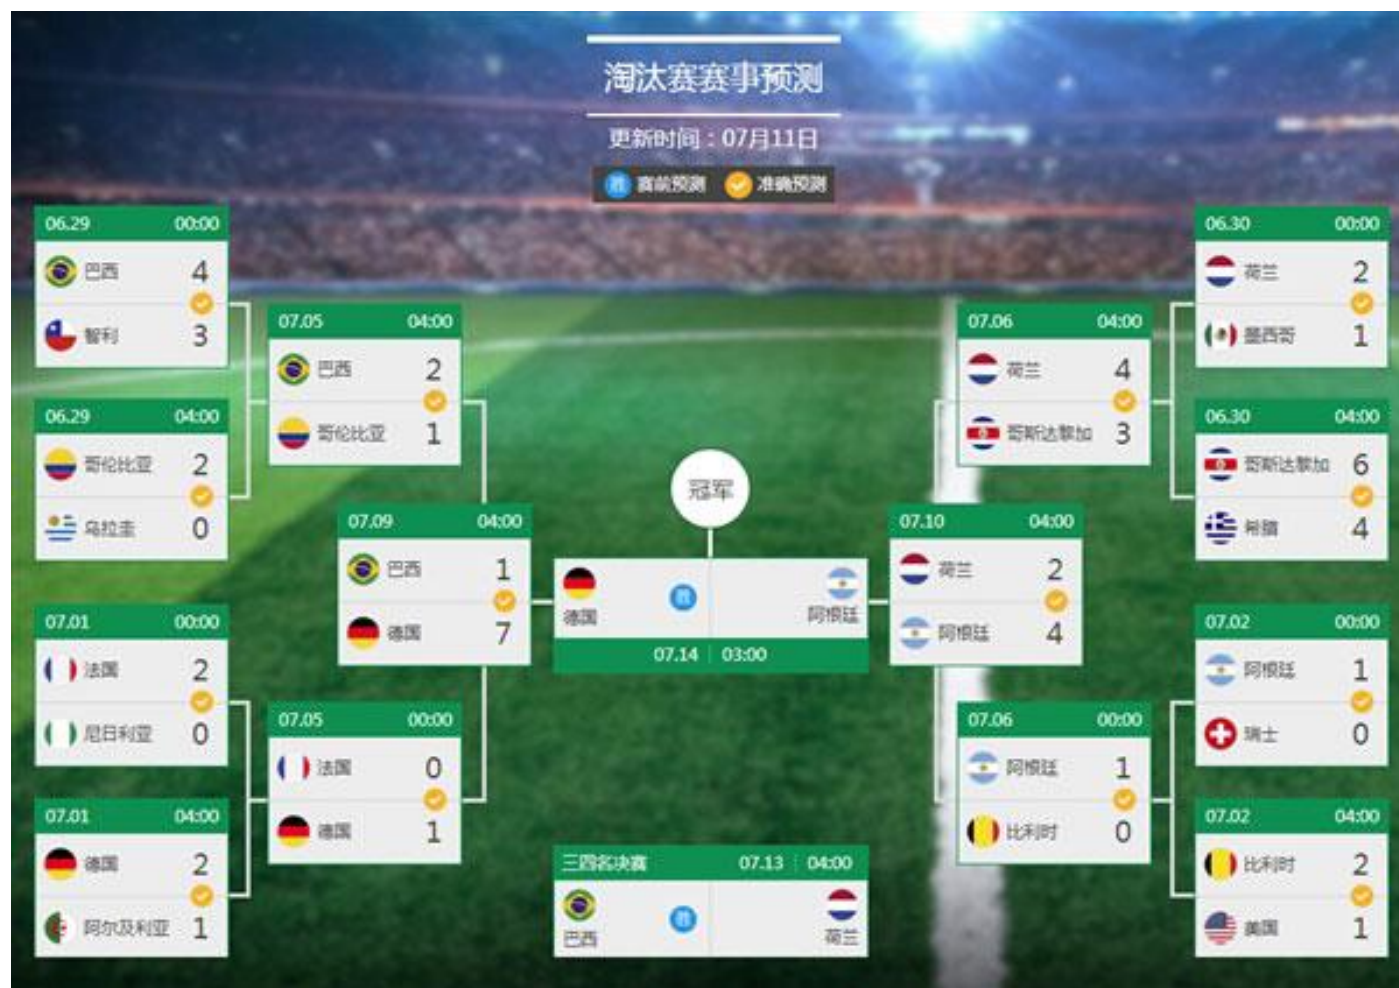 淘汰赛赛事预测
更新时间：07月11日
胜 赛前预测 准确预测
06.29 00:00
巴西 4
智利 3
06.29 04:00
哥伦比亚 2
乌拉圭 0
07.01 00:00
法国 2
尼日利亚 0
07.01 04:00
德国 2
阿尔及利亚 1
07.05 04:00
巴西 2
哥伦比亚 1
07.05 00:00
法国 0
德国 1
07.09 04:00
巴西 1
德国 7
冠军
德国 胜 阿根廷
07.14 03:00
三四名决赛 07.13 04:00
巴西 胜 荷兰
07.10 04:00
荷兰 2
阿根廷 4
07.06 04:00
荷兰 4
哥斯达黎加 3
07.06 00:00
阿根廷 1
比利时 0
06.30 00:00
荷兰 2
墨西哥 1
06.30 04:00
哥斯达黎加 6
希腊 4
07.02 00:00
阿根廷 1
瑞士 0
07.02 04:00
比利时 2
美国 1